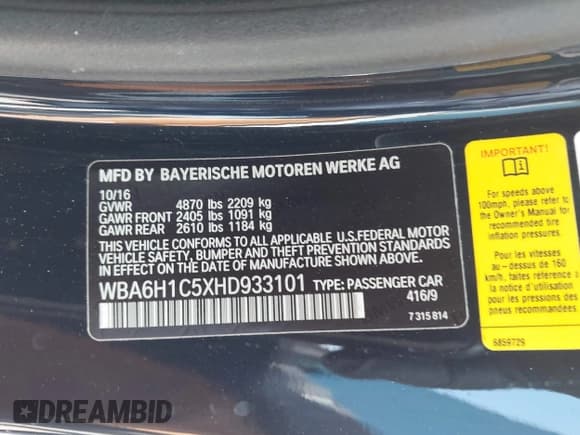 MFD BY BAYERISCHE MOTOREN WERKE AG
10/16
GVWR 4870 lbs 2209 kg
GAWR FRONT 2405 lbs 1091 kg
GAWR REAR 2610 lbs 1184 kg
THIS VEHICLE CONFORMS TO ALL APPLICABLE U.S.FEDERAL MOTOR
VEHICLE SAFETY, BUMPER AND THEFT PREVENTION STANDARDS
IN EFFECT ON THE DATE OF MANUFACTURE SHOWN ABOVE.
WBA6H1C5XHD933101 TYPE: PASSENGER CAR
416/9
7 315 814
IMPORTANT!
For speeds above
100mph, please refer to
the Owner's Manual for
recommended tire
inflation pressures.
Pour les vitesses
au-dessus de 160
km/h, faites attention à
la notice d'utilisation
pour les pressions
du gonflage des
pneus.
6859729
DREAMBID